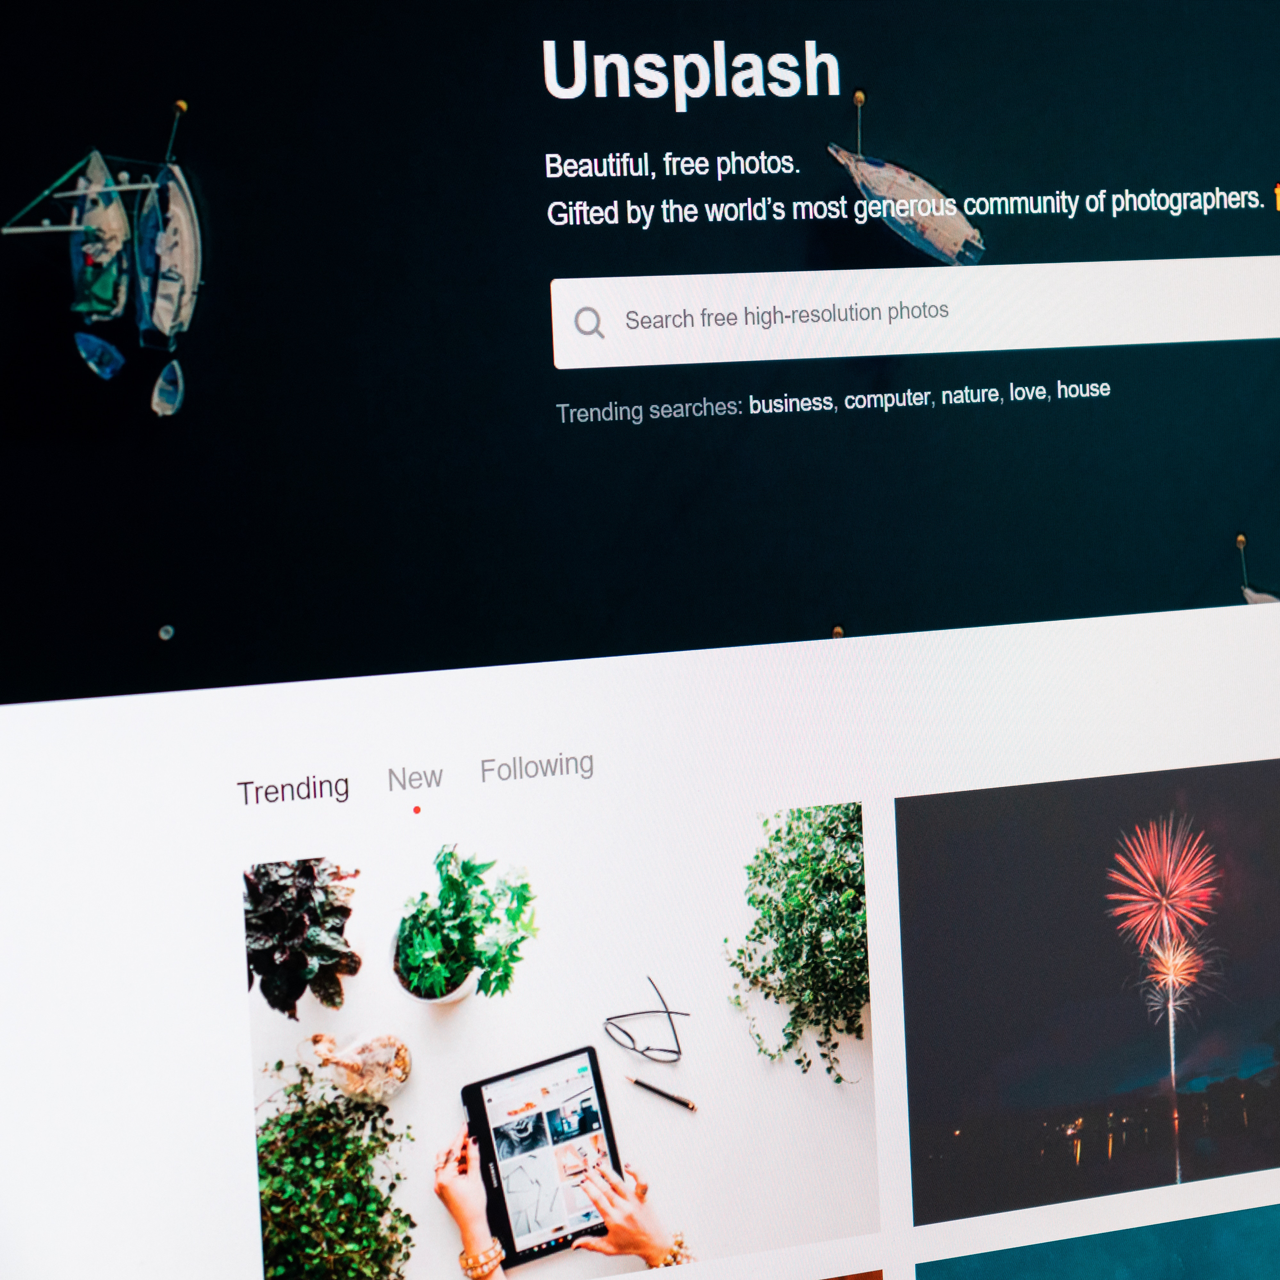 Unsplash
Beautiful, free photos.
Gifted by the world's most generous community of photographers.
Search free high-resolution photos
Trending searches: business, computer, nature, love, house
Trending New Following
SAMSUNG